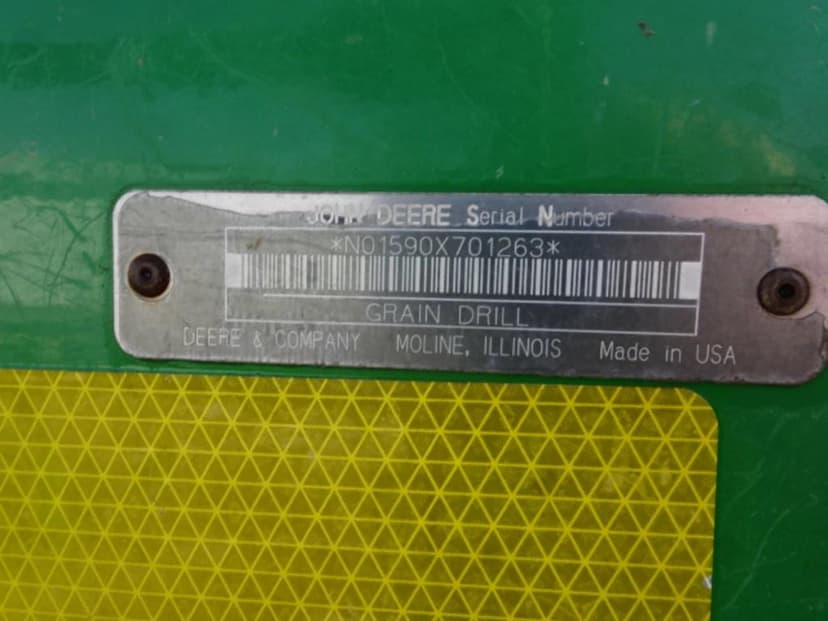 JOHN DEERE Serial Number
*N01590X701263*
GRAIN DRILL
DEERE & COMPANY MOLINE, ILLINOIS Made in USA